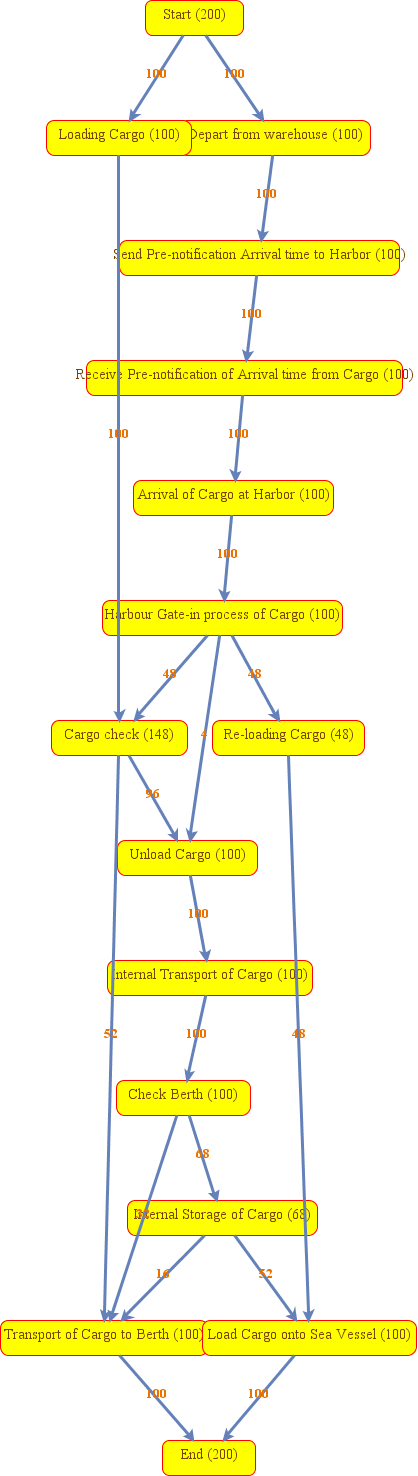 Start (200)
100
100
Loading Cargo (100)
Depart from warehouse (100)
100
Send Pre-notification Arrival time to Harbor (100)
100
Receive Pre-notification of Arrival time from Cargo (100)
100
100
Arrival of Cargo at Harbor (100)
100
Harbour Gate-in process of Cargo (100)
48
48
4
Cargo check (148)
Re-loading Cargo (48)
96
Unload Cargo (100)
100
Internal Transport of Cargo (100)
52
100
48
Check Berth (100)
68
Internal Storage of Cargo (68)
16
52
Transport of Cargo to Berth (100)
Load Cargo onto Sea Vessel (100)
100
100
End (200)